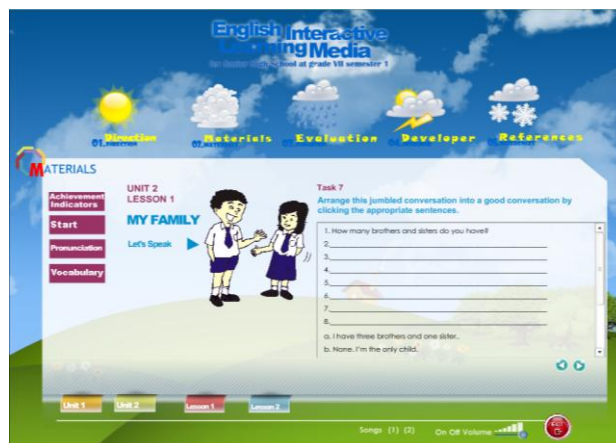 English Interactive
Learning Media
for Junior High School at grade VII semester 1
01. Direction
02. Materials
Evaluation
Developer
References
MATERIALS
Achievement Indicators
Start
Pronunciation
Vocabulary
UNIT 2
LESSON 1
MY FAMILY
Let's Speak
Task 7
Arrange this jumbled conversation into a good conversation by
clicking the appropriate sentences.
1. How many brothers and sisters do you have?
2.
3.
4.
5.
6.
7.
8.
a. I have three brothers and one sister..
b. None. I'm the only child.
Unit 1
Unit 2
Lesson 1
Lesson 2
Songs (1) (2) On Off Volume